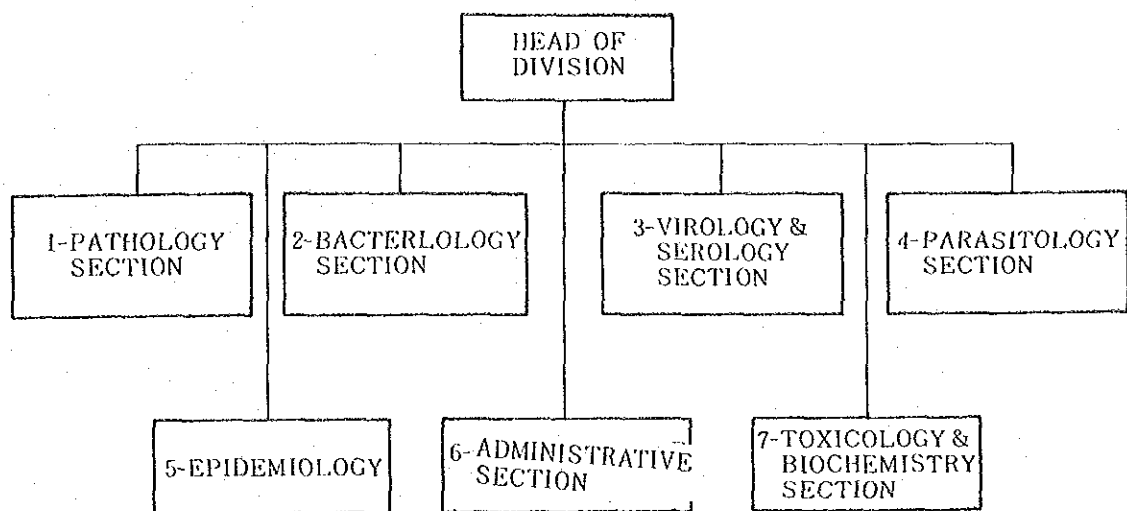 HEAD OF
DIVISION
1-PATHOLOGY
SECTION
2-BACTERLOLOGY
SECTION
3-VIROLOGY &
SEROLOGY
SECTION
4-PARASITOLOGY
SECTION
5-EPIDEMIOLOGY
6-ADMINISTRATIVE
SECTION
7-TOXICOLOGY &
BIOCHEMISTRY
SECTION